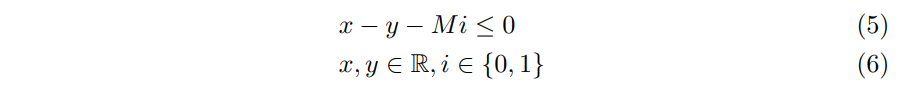 x − y − Mi ≤ 0 (5)
x, y ∈ ℝ, i ∈ {0, 1} (6)